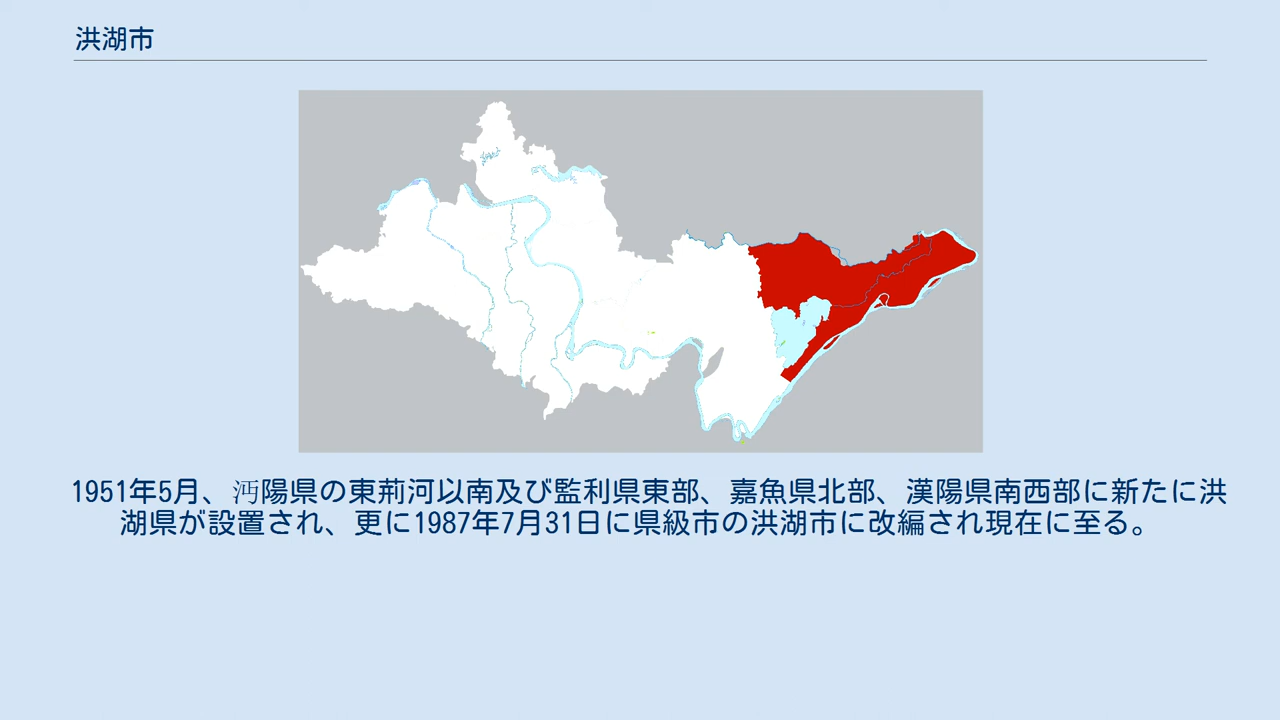 洪湖市
1951年5月、沔陽県の東荊河以南及び監利県東部、嘉魚県北部、漢陽県南西部に新たに洪
湖県が設置され、更に1987年7月31日に県級市の洪湖市に改編され現在に至る。